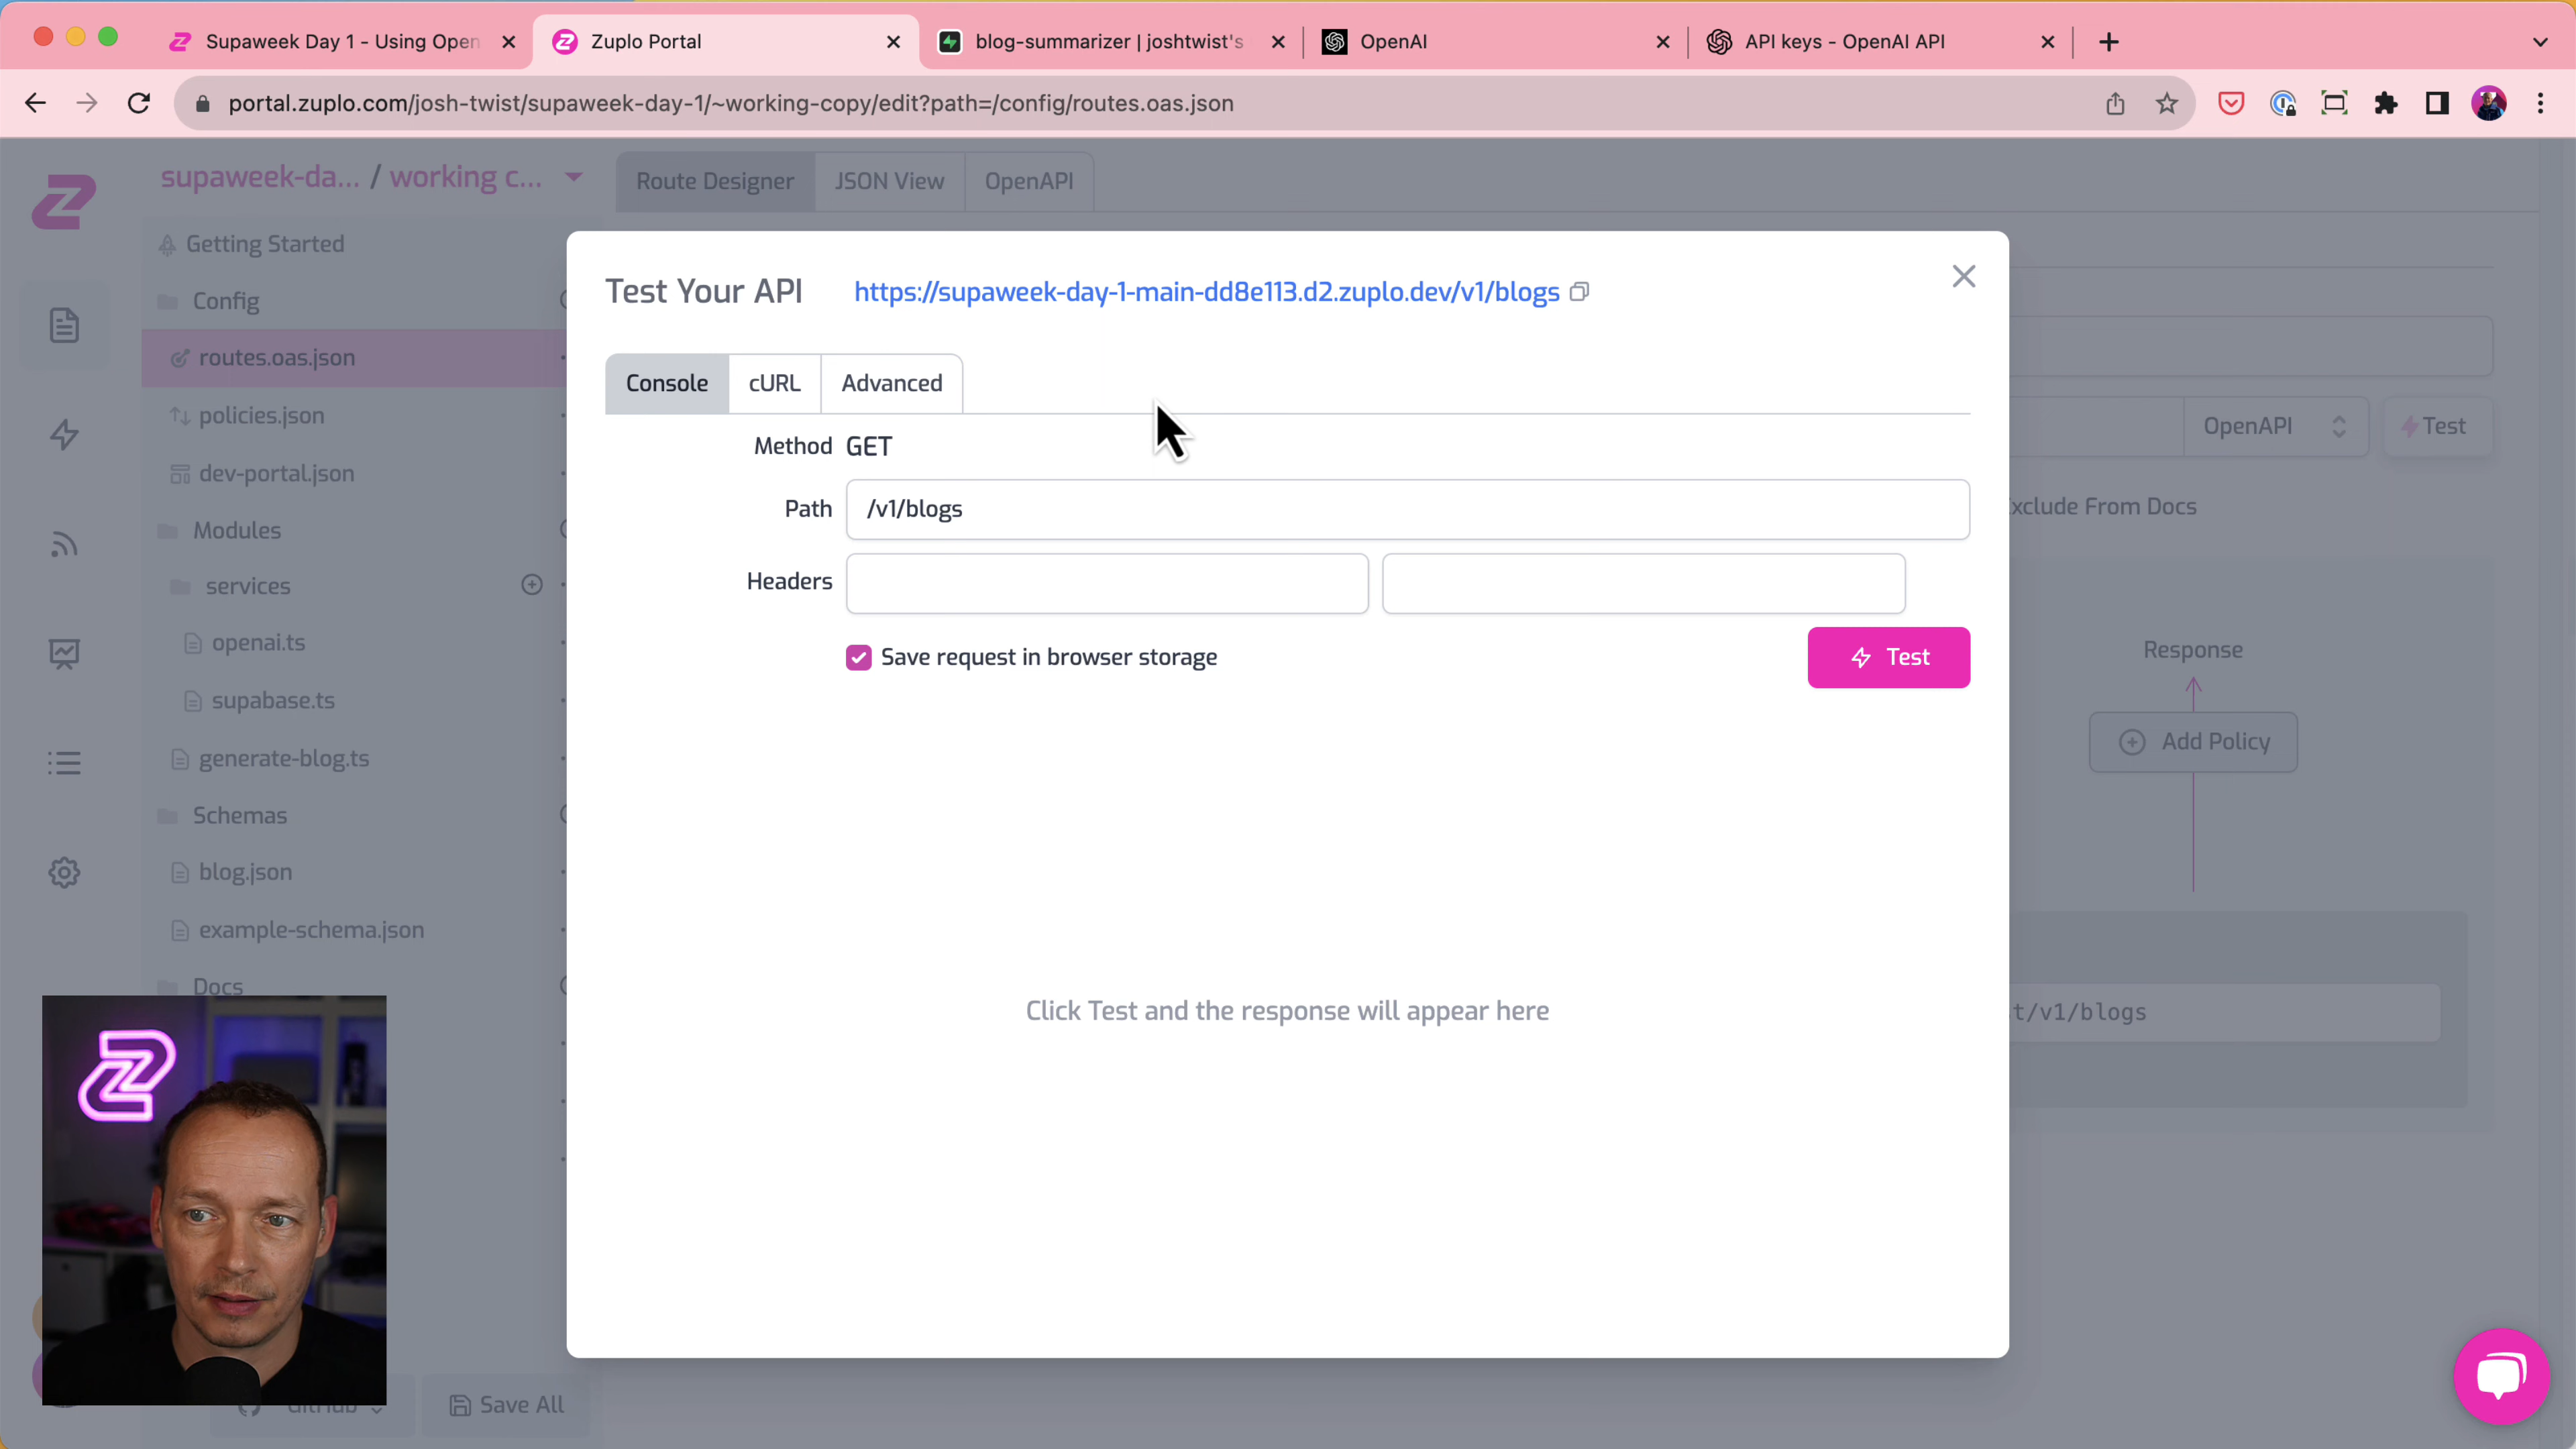 Supaweek Day 1 - Using Open
Zuplo Portal
blog-summarizer | joshtwist's
OpenAI
API keys - OpenAI API
portal.zuplo.com/josh-twist/supaweek-day-1/~working-copy/edit?path=/config/routes.oas.json
supaweek-da... / working c...
Route Designer
JSON View
OpenAPI
Getting Started
Config
routes.oas.json
policies.json
dev-portal.json
Modules
services
openai.ts
supabase.ts
generate-blog.ts
Schemas
blog.json
example-schema.json
Docs
GitHub
Save All
Test Your API
https://supaweek-day-1-main-dd8e113.d2.zuplo.dev/v1/blogs
Console
cURL
Advanced
Method GET
Path /v1/blogs
Headers
Save request in browser storage
Test
Click Test and the response will appear here
OpenAPI
Test
xclude From Docs
Response
Add Policy
t/v1/blogs